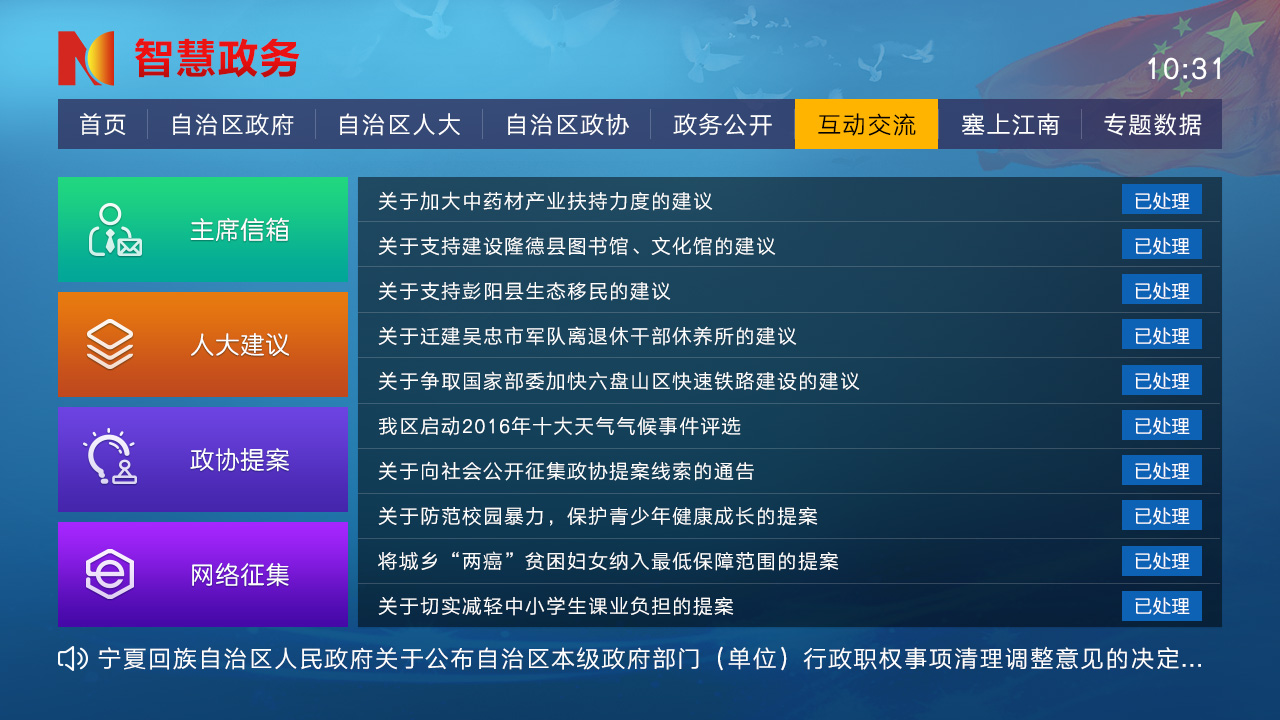 智慧政务
10:31
首页 自治区政府 自治区人大 自治区政协 政务公开 互动交流 塞上江南 专题数据
主席信箱
人大建议
政协提案
网络征集
关于加大中药材产业扶持力度的建议 已处理
关于支持建设隆德县图书馆、文化馆的建议 已处理
关于支持彭阳县生态移民的建议 已处理
关于迁建吴忠市军队离退休干部休养所的建议 已处理
关于争取国家部委加快六盘山区快速铁路建设的建议 已处理
我区启动2016年十大天气气候事件评选 已处理
关于向社会公开征集政协提案线索的通告 已处理
关于防范校园暴力，保护青少年健康成长的提案 已处理
将城乡“两癌”贫困妇女纳入最低保障范围的提案 已处理
关于切实减轻中小学生课业负担的提案 已处理
宁夏回族自治区人民政府关于公布自治区本级政府部门（单位）行政职权事项清理调整意见的决定...